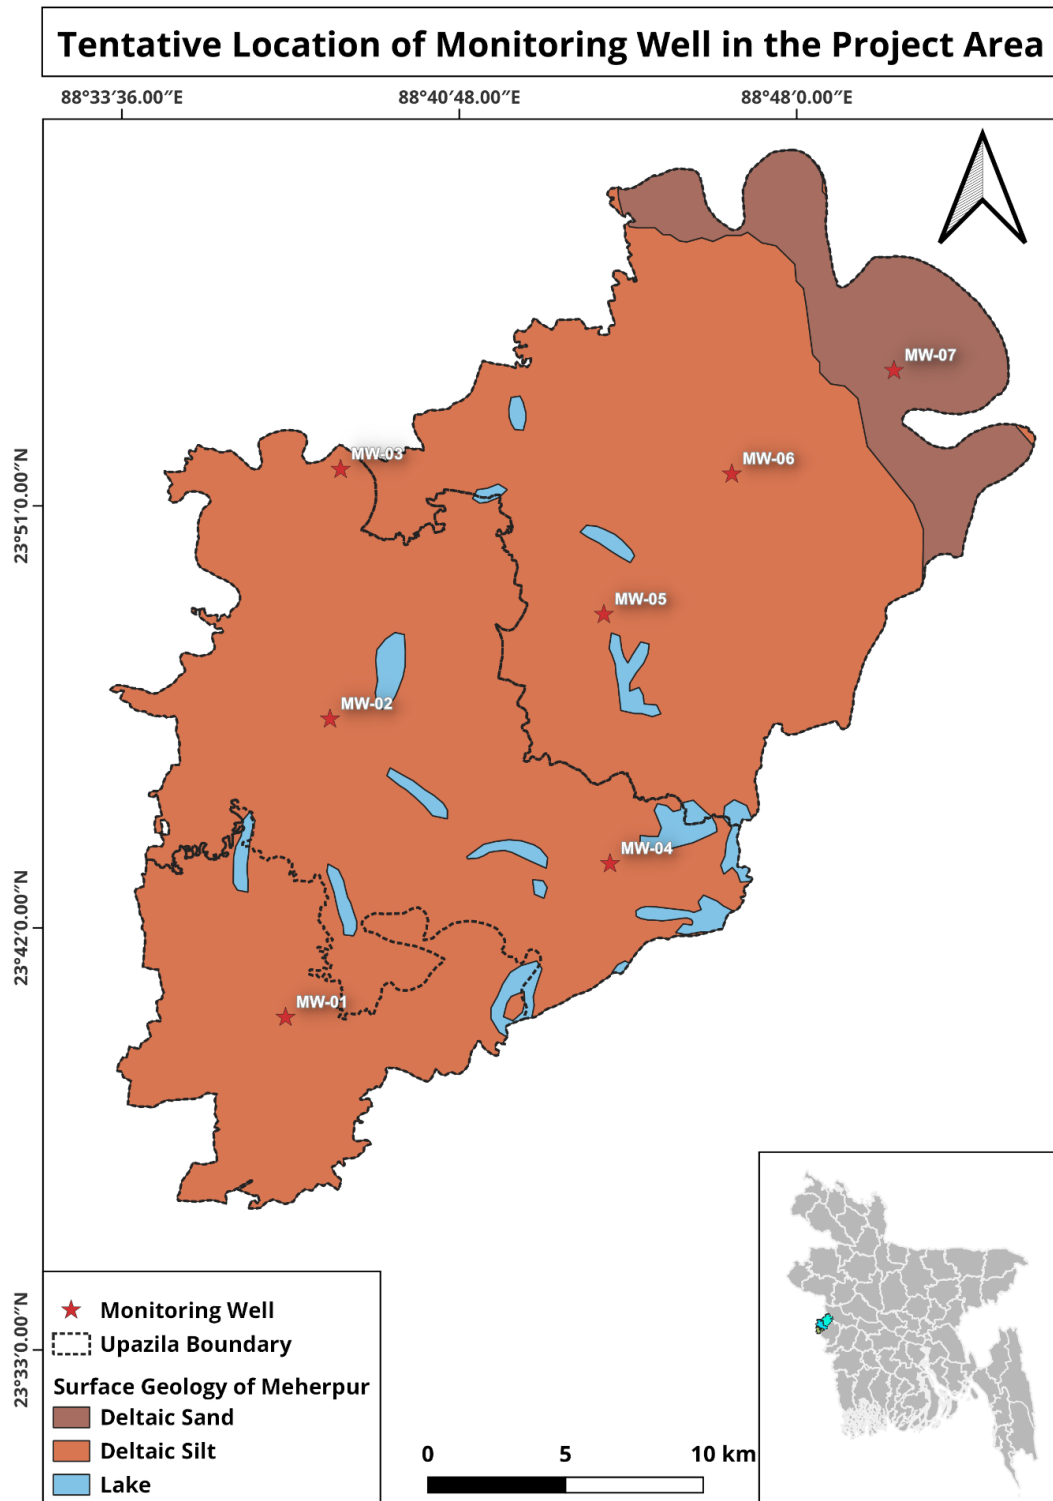 Tentative Location of Monitoring Well in the Project Area
88°33′36.00″E 88°40′48.00″E 88°48′0.00″E
MW-07
MW-03
MW-06
23°51′0.00″N
MW-05
MW-02
MW-04
23°42′0.00″N
MW-01
23°33′0.00″N
Monitoring Well
Upazila Boundary
Surface Geology of Meherpur
Deltaic Sand
Deltaic Silt
Lake
0 5 10 km